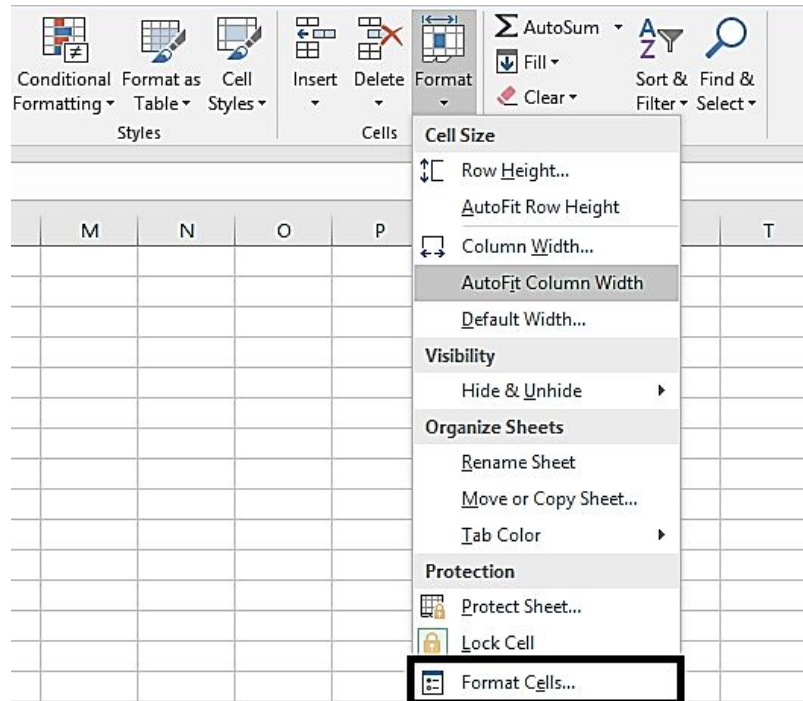 Conditional Formatting
Format as Table
Cell Styles
Styles
Insert
Delete
Format
Cells
AutoSum
Fill
Clear
Sort & Filter
Find & Select
Cell Size
Row Height...
AutoFit Row Height
Column Width...
AutoFit Column Width
Default Width...
Visibility
Hide & Unhide
Organize Sheets
Rename Sheet
Move or Copy Sheet...
Tab Color
Protection
Protect Sheet...
Lock Cell
Format Cells...
M N O P T